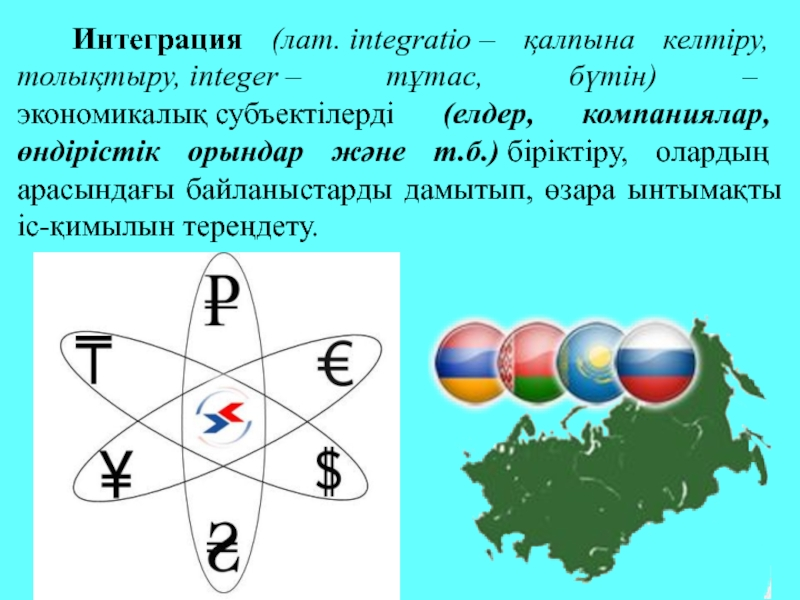 Интеграция (лат. integratio – қалпына келтіру,
толықтыру, integer – тұтас, бүтін) –
экономикалық субъектілерді (елдер, компаниялар,
өндірістік орындар және т.б.) біріктіру, олардың
арасындағы байланыстарды дамытып, өзара ынтымақты
іс-қимылын тереңдету.
₽
₸ €
¥ $
₴